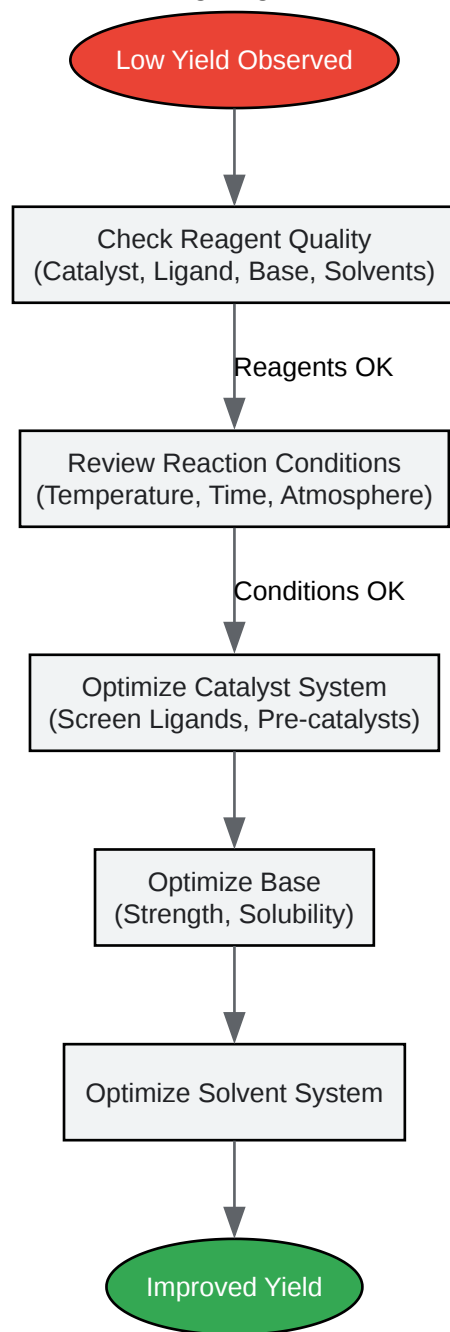 Low Yield Observed
Check Reagent Quality
(Catalyst, Ligand, Base, Solvents)
Reagents OK
Review Reaction Conditions
(Temperature, Time, Atmosphere)
Conditions OK
Optimize Catalyst System
(Screen Ligands, Pre-catalysts)
Optimize Base
(Strength, Solubility)
Optimize Solvent System
Improved Yield